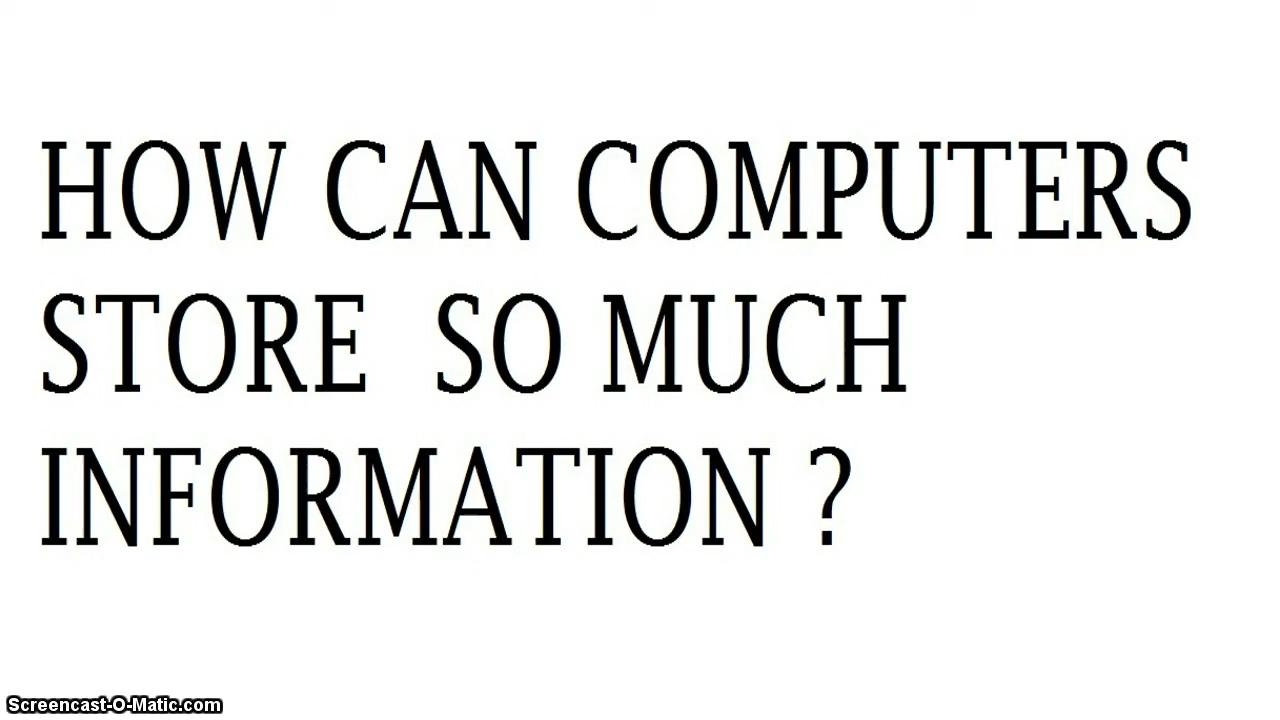 HOW CAN COMPUTERS
STORE  SO MUCH
INFORMATION ?
Screencast-O-Matic.com